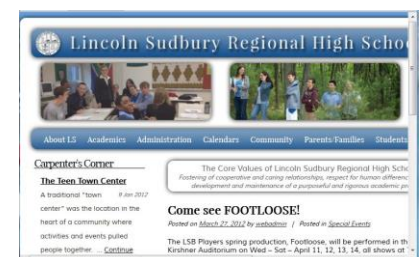 Lincoln Sudbury Regional High Schoo
About LS Academics Administration Calendars Community Parents/Families Students
Carpenter's Corner
The Teen Town Center
A traditional "town 9 Jan 2012
center" was the location in the
heart of a community where
activities and events pulled
people together. ... Continue
The Core Values of Lincoln Sudbury Regional High Scho
Fostering of cooperative and caring relationships, respect for human differenc
development and maintenance of a purposeful and rigorous academic pr
Come see FOOTLOOSE!
Posted on March 27, 2012 by webadmin / Posted in Special Events
The LSB Players spring production, Footloose, will be performed in th
Kirshner Auditorium on Wed – Sat – April 11, 12, 13, 14, all shows at